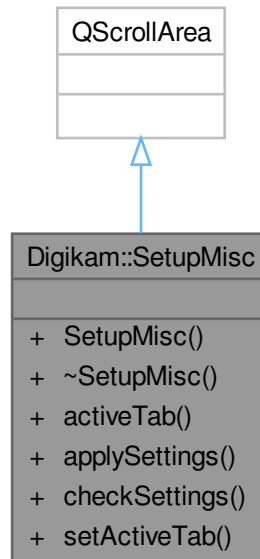 QScrollArea
Digikam::SetupMisc
+ SetupMisc()
+ ~SetupMisc()
+ activeTab()
+ applySettings()
+ checkSettings()
+ setActiveTab()